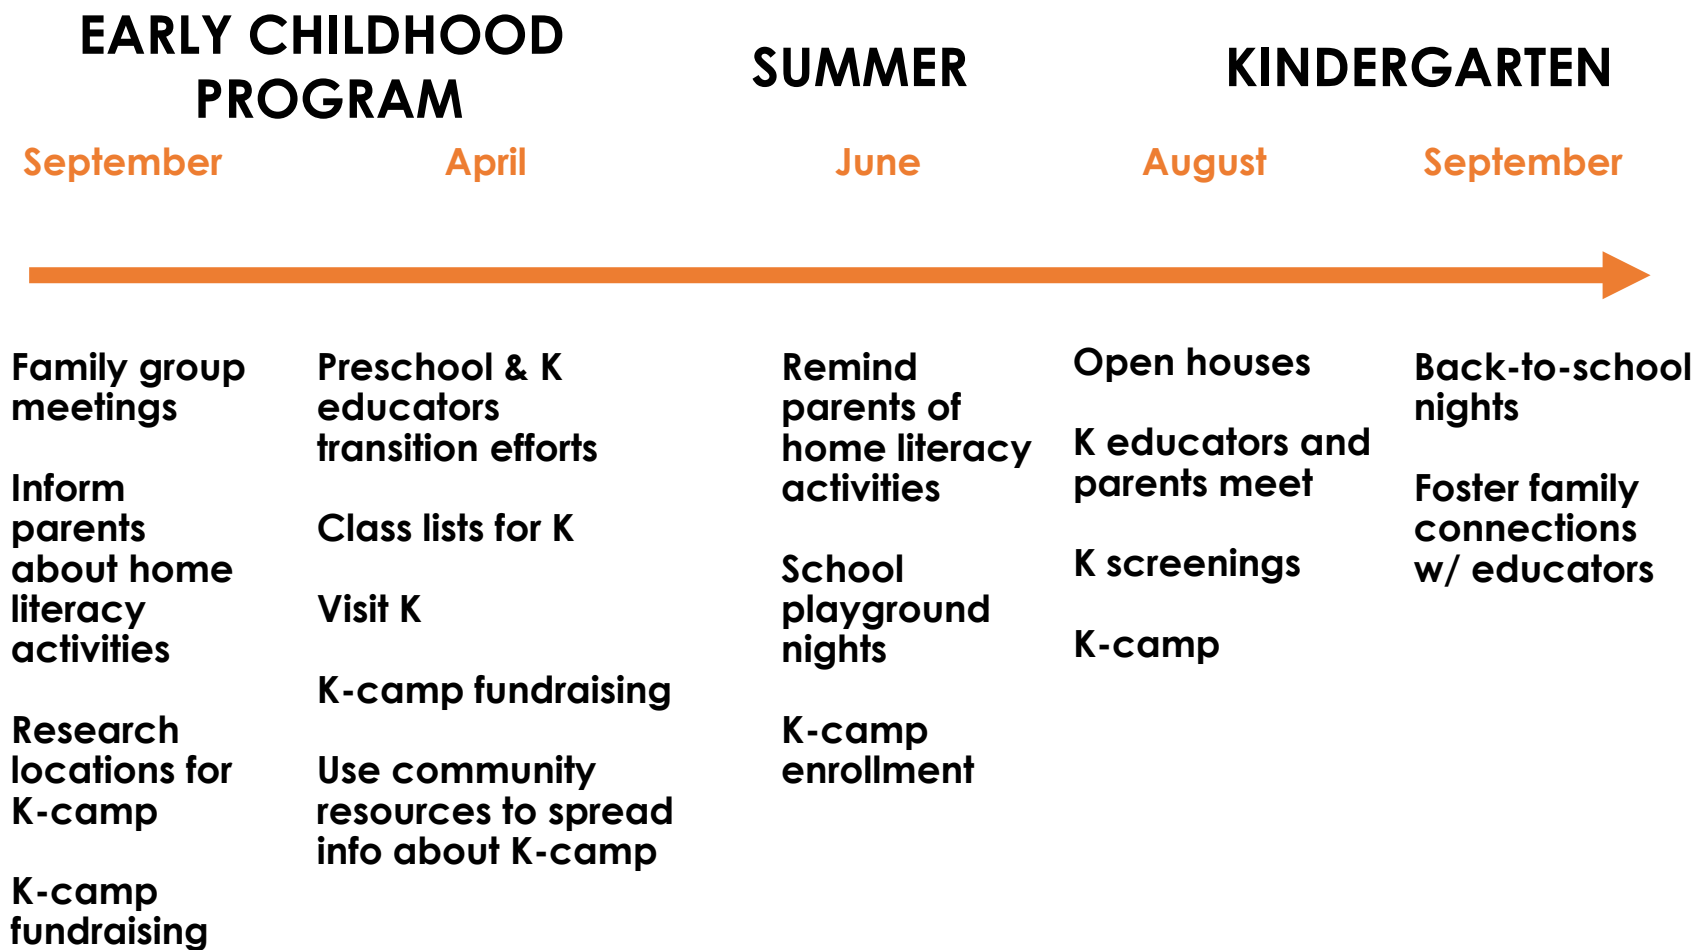 EARLY CHILDHOOD
PROGRAM
SUMMER
KINDERGARTEN
September
April
June
August
September
Family group
meetings
Inform
parents
about home
literacy
activities
Research
locations for
K-camp
K-camp
fundraising
Preschool & K
educators
transition efforts
Class lists for K
Visit K
K-camp fundraising
Use community
resources to spread
info about K-camp
Remind
parents of
home literacy
activities
School
playground
nights
K-camp
enrollment
Open houses
K educators and
parents meet
K screenings
K-camp
Back-to-school
nights
Foster family
connections
w/ educators